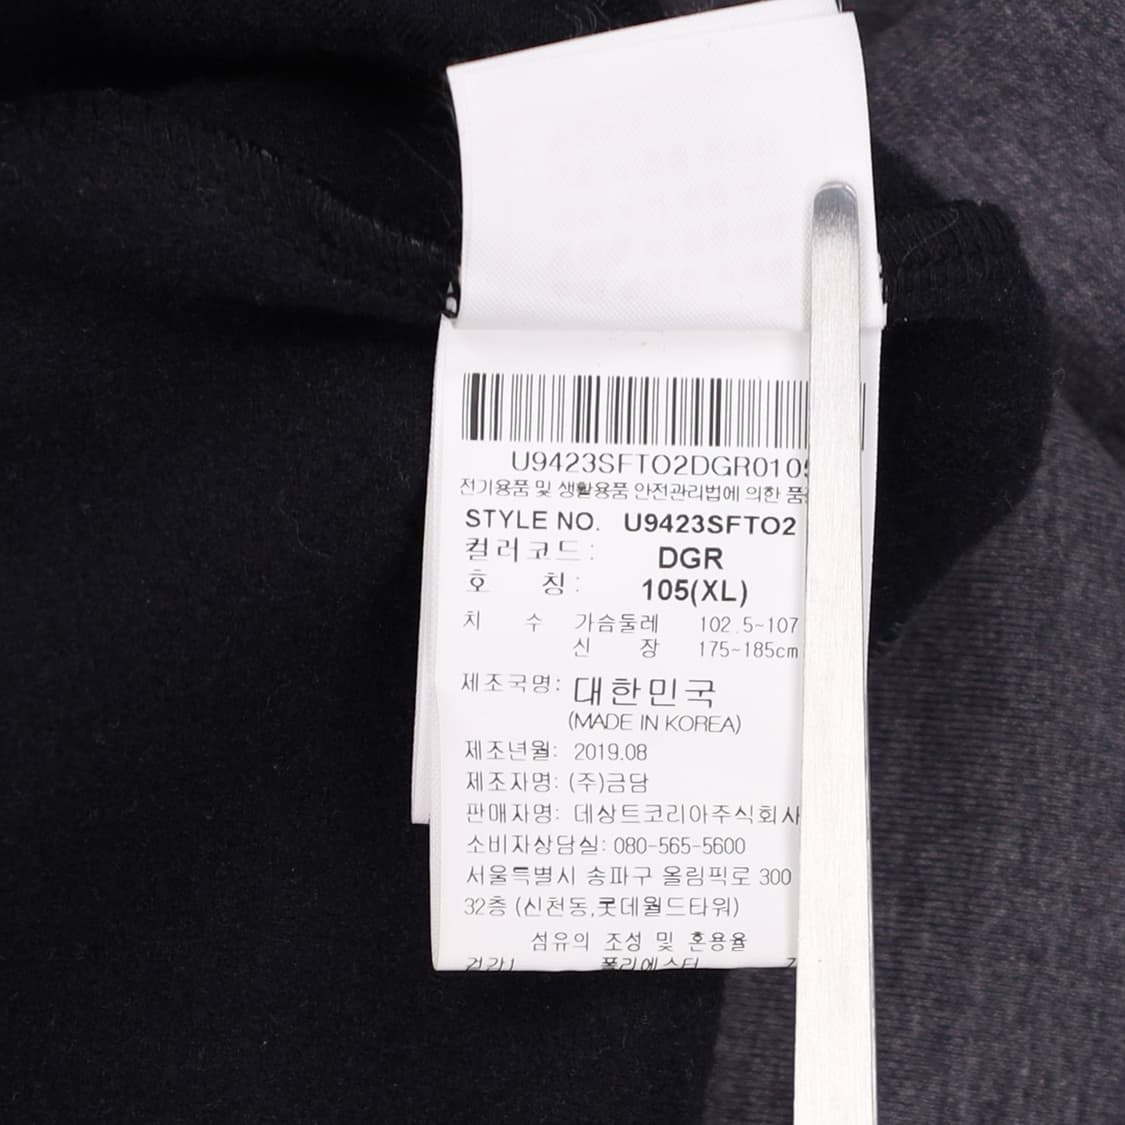 U9423SFTO2DGR010
전기용품 및 생활용품 안전관리법에 의한
STYLE NO. U9423SFTO2
컬러코드: DGR
호 칭: 105(XL)
치 수 가슴둘레 102.5~107
신 장 175~185cm
제조국명: 대한민국
(MADE IN KOREA)
제조년월: 2019.08
제조자명: (주)금담
판매자명: 데상트코리아주식회사
소비자상담실: 080-565-5600
서울특별시 송파구 올림픽로 300
32층 (신천동,롯데월드타워)
섬유의 조성 및 혼용율
겉감1 폴리에스터